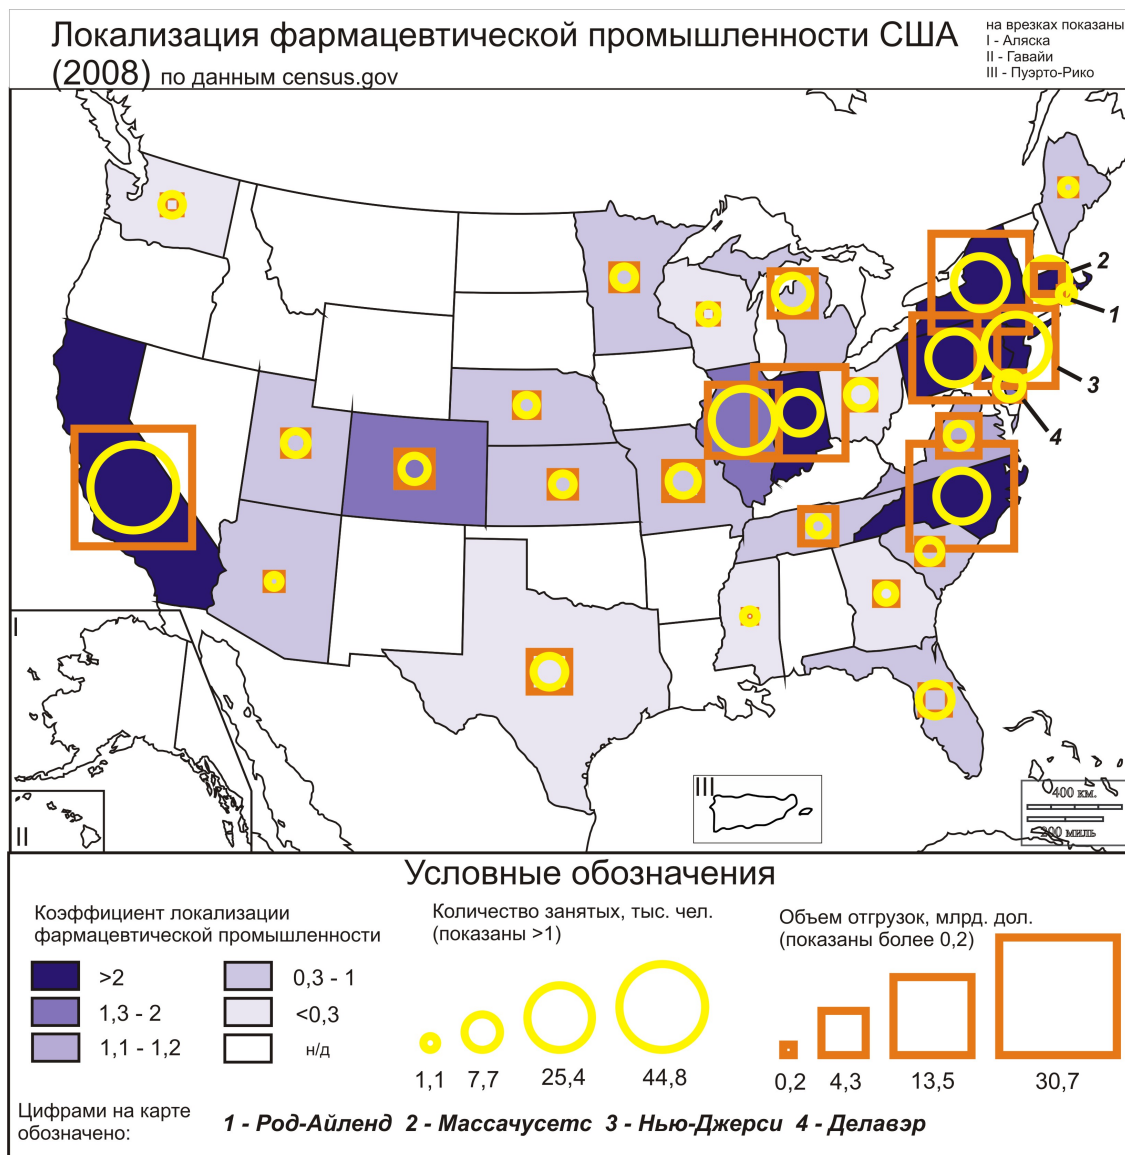 Локализация фармацевтической промышленности США
(2008) по данным census.gov
на врезках показаны
I - Аляска
II - Гавайи
III - Пуэрто-Рико
2
1
3
4
I
II
III
400 км.
200 миль
Условные обозначения
Коэффициент локализации
фармацевтической промышленности
>2
1,3 - 2
1,1 - 1,2
0,3 - 1
<0,3
н/д
Количество занятых, тыс. чел.
(показаны >1)
1,1 7,7 25,4 44,8
Объем отгрузок, млрд. дол.
(показаны более 0,2)
0,2 4,3 13,5 30,7
Цифрами на карте
обозначено:
1 - Род-Айленд 2 - Массачусетс 3 - Нью-Джерси 4 - Делавэр